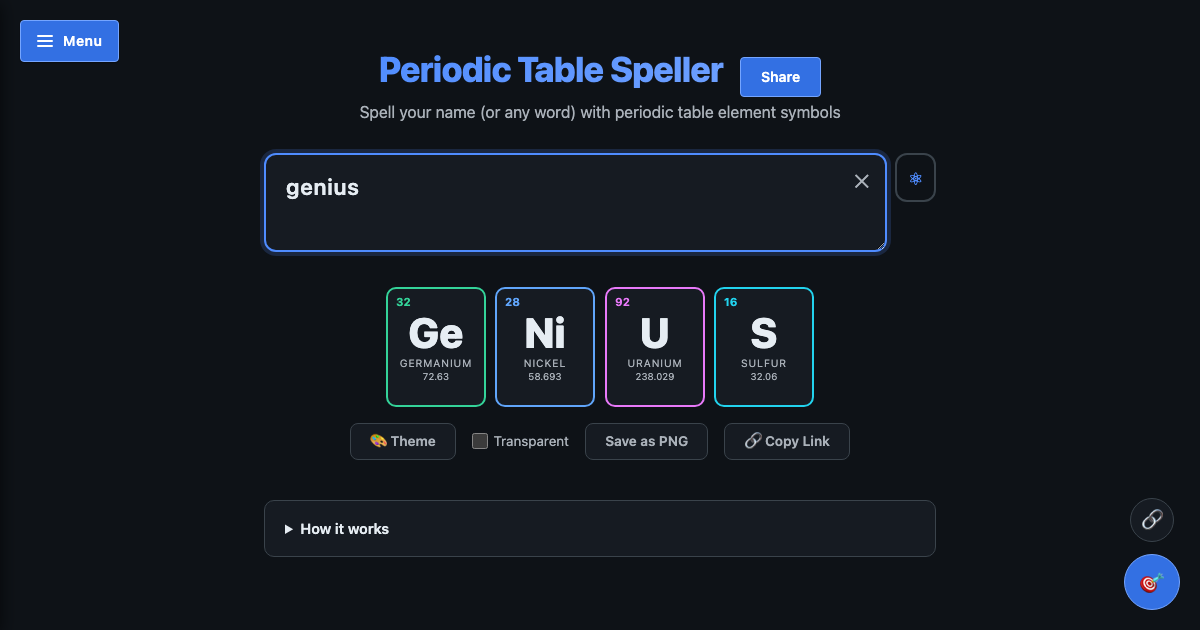 Menu
Periodic Table Speller
Share
Spell your name (or any word) with periodic table element symbols
genius
32
Ge
GERMANIUM
72.63
28
Ni
NICKEL
58.693
92
U
URANIUM
238.029
16
S
SULFUR
32.06
Theme
Transparent
Save as PNG
Copy Link
How it works